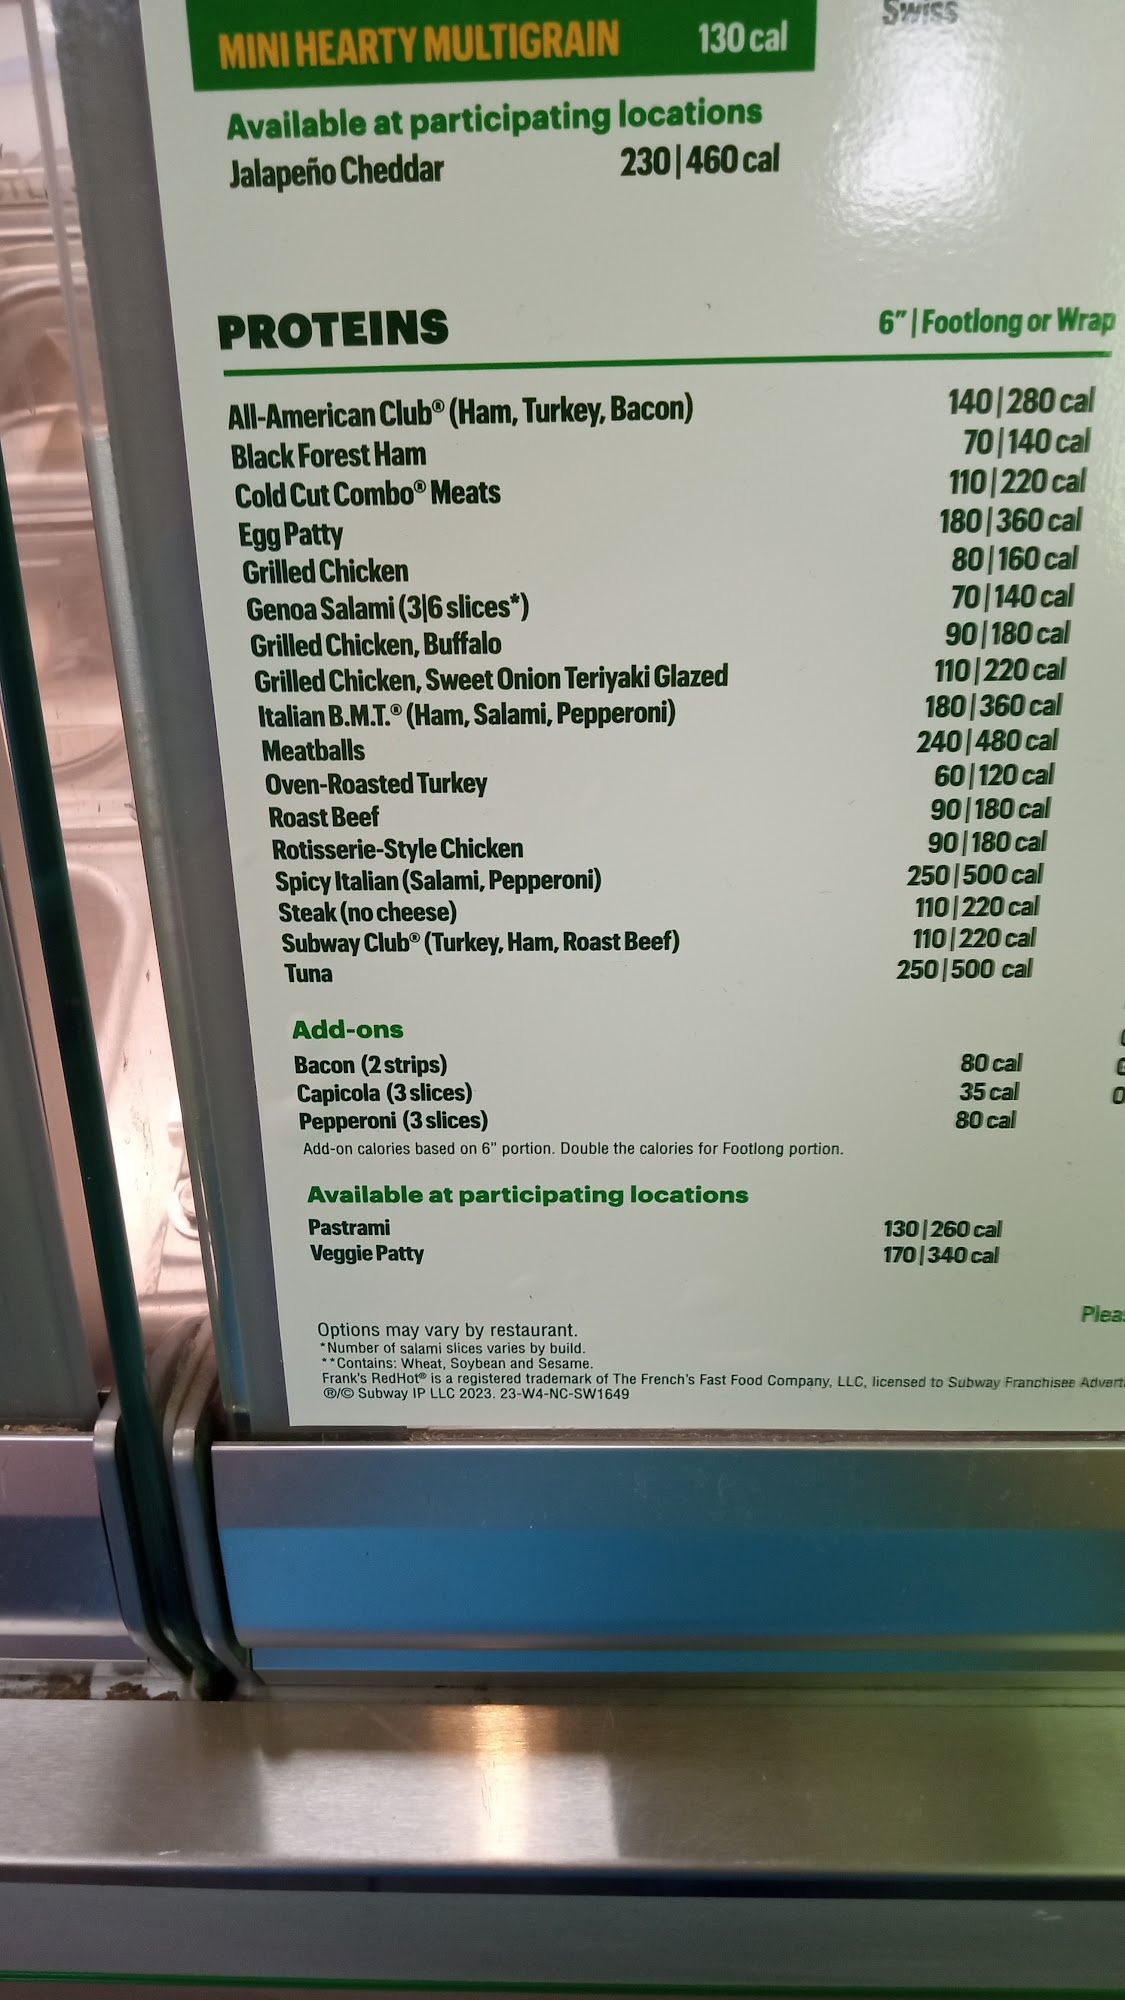 Swiss
MINI HEARTY MULTIGRAIN 130 cal
Available at participating locations
Jalapeño Cheddar 230|460 cal
PROTEINS 6"|Footlong or Wrap
All-American Club® (Ham, Turkey, Bacon) 140|280 cal
Black Forest Ham 70|140 cal
Cold Cut Combo® Meats 110|220 cal
Egg Patty 180|360 cal
Grilled Chicken 80|160 cal
Genoa Salami (3|6 slices*) 70|140 cal
Grilled Chicken, Buffalo 90|180 cal
Grilled Chicken, Sweet Onion Teriyaki Glazed 110|220 cal
Italian B.M.T.® (Ham, Salami, Pepperoni) 180|360 cal
Meatballs 240|480 cal
Oven-Roasted Turkey 60|120 cal
Roast Beef 90|180 cal
Rotisserie-Style Chicken 90|180 cal
Spicy Italian (Salami, Pepperoni) 250|500 cal
Steak (no cheese) 110|220 cal
Subway Club® (Turkey, Ham, Roast Beef) 110|220 cal
Tuna 250|500 cal
Add-ons
Bacon (2 strips) 80 cal
Capicola (3 slices) 35 cal
Pepperoni (3 slices) 80 cal
Add-on calories based on 6" portion. Double the calories for Footlong portion.
Available at participating locations
Pastrami 130|260 cal
Veggie Patty 170|340 cal
Plea
Options may vary by restaurant.
*Number of salami slices varies by build.
**Contains: Wheat, Soybean and Sesame.
Frank's RedHot® is a registered trademark of The French's Fast Food Company, LLC, licensed to Subway Franchisee Advert
®/© Subway IP LLC 2023. 23-W4-NC-SW1649